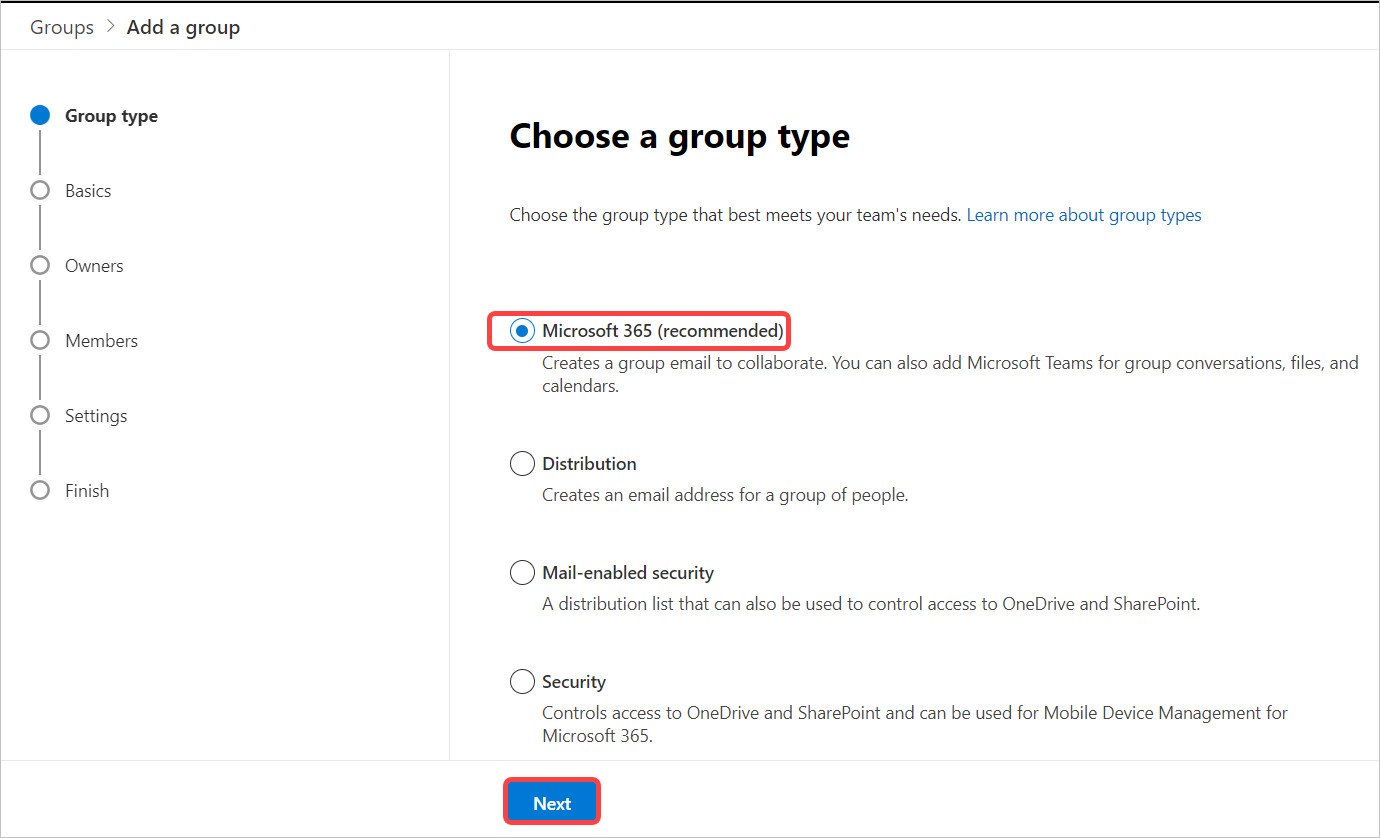 Groups > Add a group
Group type
Basics
Owners
Members
Settings
Finish
Choose a group type
Choose the group type that best meets your team's needs. Learn more about group types
Microsoft 365 (recommended)
Creates a group email to collaborate. You can also add Microsoft Teams for group conversations, files, and
calendars.
Distribution
Creates an email address for a group of people.
Mail-enabled security
A distribution list that can also be used to control access to OneDrive and SharePoint.
Security
Controls access to OneDrive and SharePoint and can be used for Mobile Device Management for
Microsoft 365.
Next